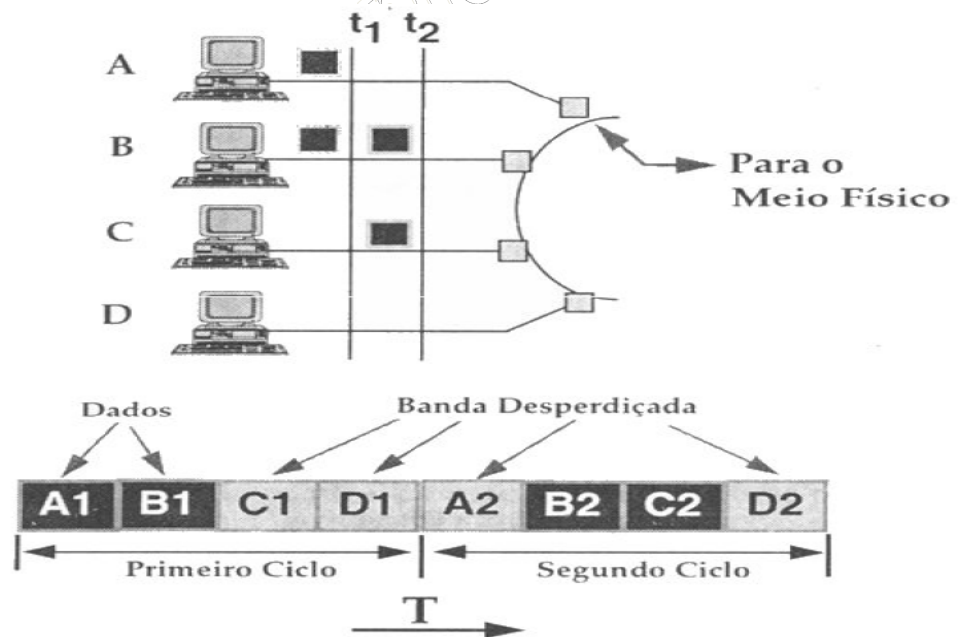 t1 t2
A
B
C
D
Para o
Meio Físico
Dados
Banda Desperdiçada
A1 B1 C1 D1 A2 B2 C2 D2
Primeiro Ciclo
Segundo Ciclo
T